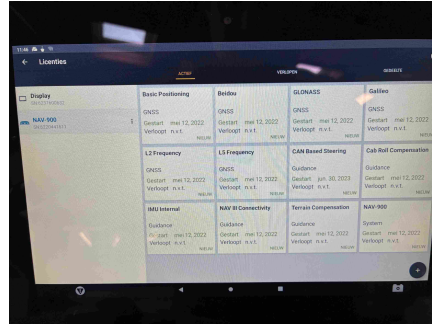 11:46
Licenties
ACTIEF
VERLOPEN
GEDEELTE
Display
NAV-900
Basic Positioning
GNSS
Gestart mei 12, 2022
Verloopt n.v.t.
NIEUW
Beidou
GNSS
Gestart mei 12, 2022
Verloopt n.v.t.
NIEUW
GLONASS
GNSS
Gestart mei 12, 2022
Verloopt n.v.t.
NIEUW
Galileo
GNSS
Gestart mei 12, 2022
Verloopt n.v.t.
NIEUW
L2 Frequency
GNSS
Gestart mei 12, 2022
Verloopt n.v.t.
NIEUW
L5 Frequency
GNSS
Gestart mei 12, 2022
Verloopt n.v.t.
NIEUW
CAN Based Steering
Guidance
Gestart jun. 30, 2023
Verloopt n.v.t.
NIEUW
Cab Roll Compensation
Guidance
Gestart mei 12, 2022
Verloopt n.v.t.
NIEUW
IMU Internal
Guidance
Gestart mei 12, 2022
Verloopt n.v.t.
NIEUW
NAV III Connectivity
Guidance
Gestart mei 12, 2022
Verloopt n.v.t.
NIEUW
Terrain Compensation
Guidance
Gestart mei 12, 2022
Verloopt n.v.t.
NIEUW
NAV-900
System
Gestart mei 12, 2022
Verloopt n.v.t.
NIEUW